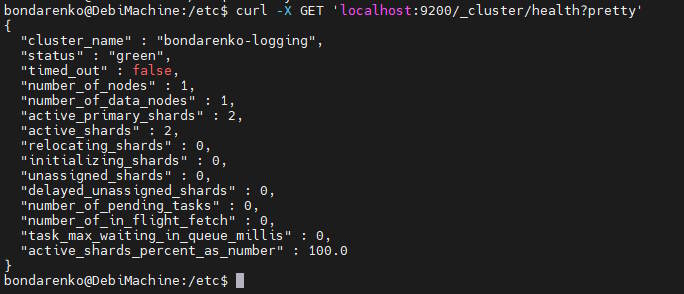 bondarenko@DebiMachine:/etc$ curl -X GET 'localhost:9200/_cluster/health?pretty'
{
  "cluster_name" : "bondarenko-logging",
  "status" : "green",
  "timed_out" : false,
  "number_of_nodes" : 1,
  "number_of_data_nodes" : 1,
  "active_primary_shards" : 2,
  "active_shards" : 2,
  "relocating_shards" : 0,
  "initializing_shards" : 0,
  "unassigned_shards" : 0,
  "delayed_unassigned_shards" : 0,
  "number_of_pending_tasks" : 0,
  "number_of_in_flight_fetch" : 0,
  "task_max_waiting_in_queue_millis" : 0,
  "active_shards_percent_as_number" : 100.0
}
bondarenko@DebiMachine:/etc$